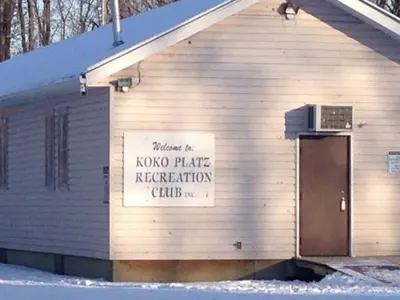 Welcome to:
KOKO PLATZ
RECREATION
CLUB INC.